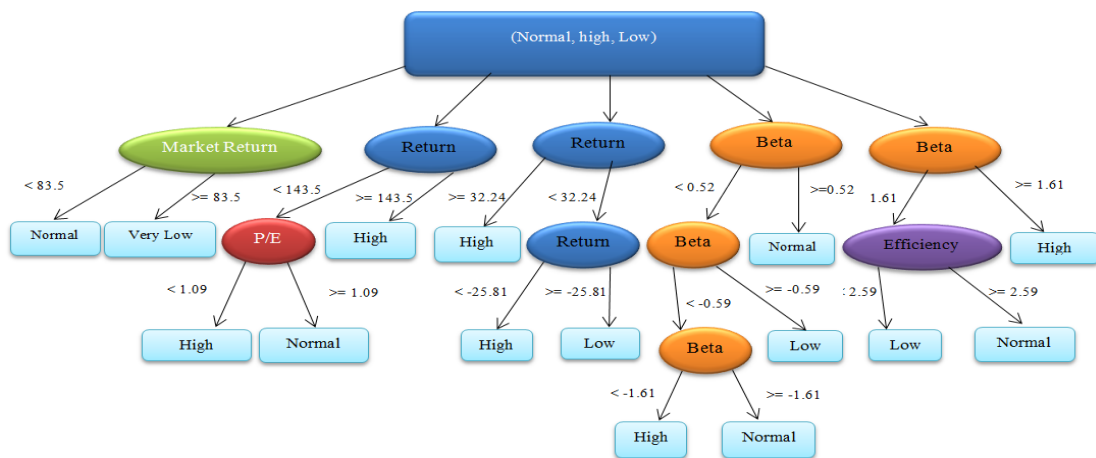 (Normal, high, Low)
Market Return
Return
Return
Beta
Beta
< 83.5
>= 83.5
< 143.5
>= 143.5
>= 32.24
< 32.24
< 0.52
>=0.52
1.61
>= 1.61
Normal
Very Low
P/E
High
High
Return
Beta
Normal
Efficiency
High
< 1.09
>= 1.09
< -25.81
>= -25.81
< -0.59
>= -0.59
< 2.59
>= 2.59
High
Normal
High
Low
Beta
Low
Low
Normal
< -1.61
>= -1.61
High
Normal